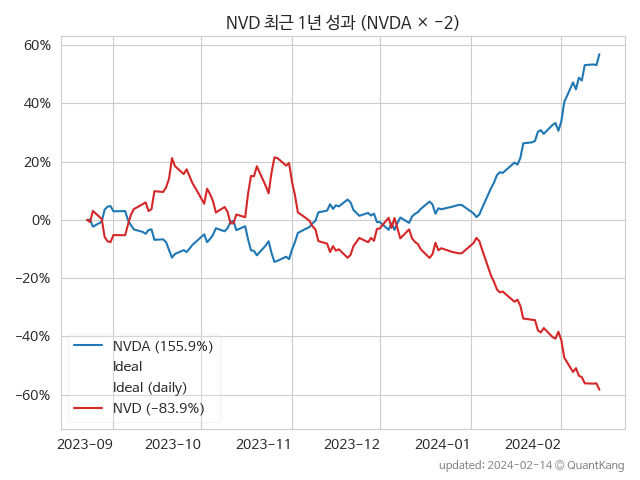 NVD 최근 1년 성과 (NVDA × -2)
60%
40%
20%
0%
-20%
-40%
-60%
NVDA (155.9%)
Ideal
Ideal (daily)
NVD (-83.9%)
2023-09 2023-10 2023-11 2023-12 2024-01 2024-02
updated: 2024-02-14 © QuantKang